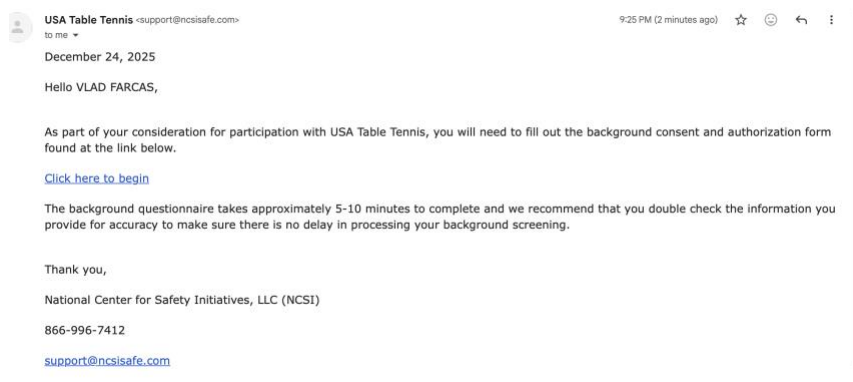 USA Table Tennis <support@ncsisafe.com> 9:25 PM (2 minutes ago)
to me
December 24, 2025
Hello VLAD FARCAS,
As part of your consideration for participation with USA Table Tennis, you will need to fill out the background consent and authorization form
found at the link below.
Click here to begin
The background questionnaire takes approximately 5-10 minutes to complete and we recommend that you double check the information you
provide for accuracy to make sure there is no delay in processing your background screening.
Thank you,
National Center for Safety Initiatives, LLC (NCSI)
866-996-7412
support@ncsisafe.com